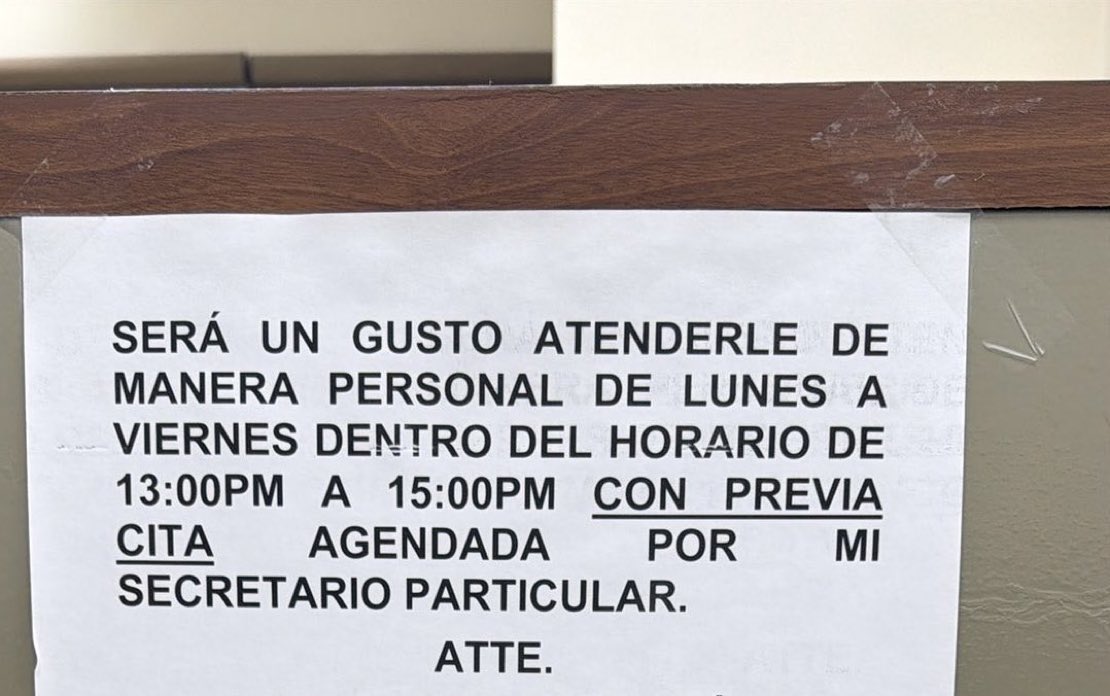 SERÁ UN GUSTO ATENDERLE DE
MANERA PERSONAL DE LUNES A
VIERNES DENTRO DEL HORARIO DE
13:00PM A 15:00PM CON PREVIA
CITA AGENDADA POR MI
SECRETARIO PARTICULAR.
ATTE.